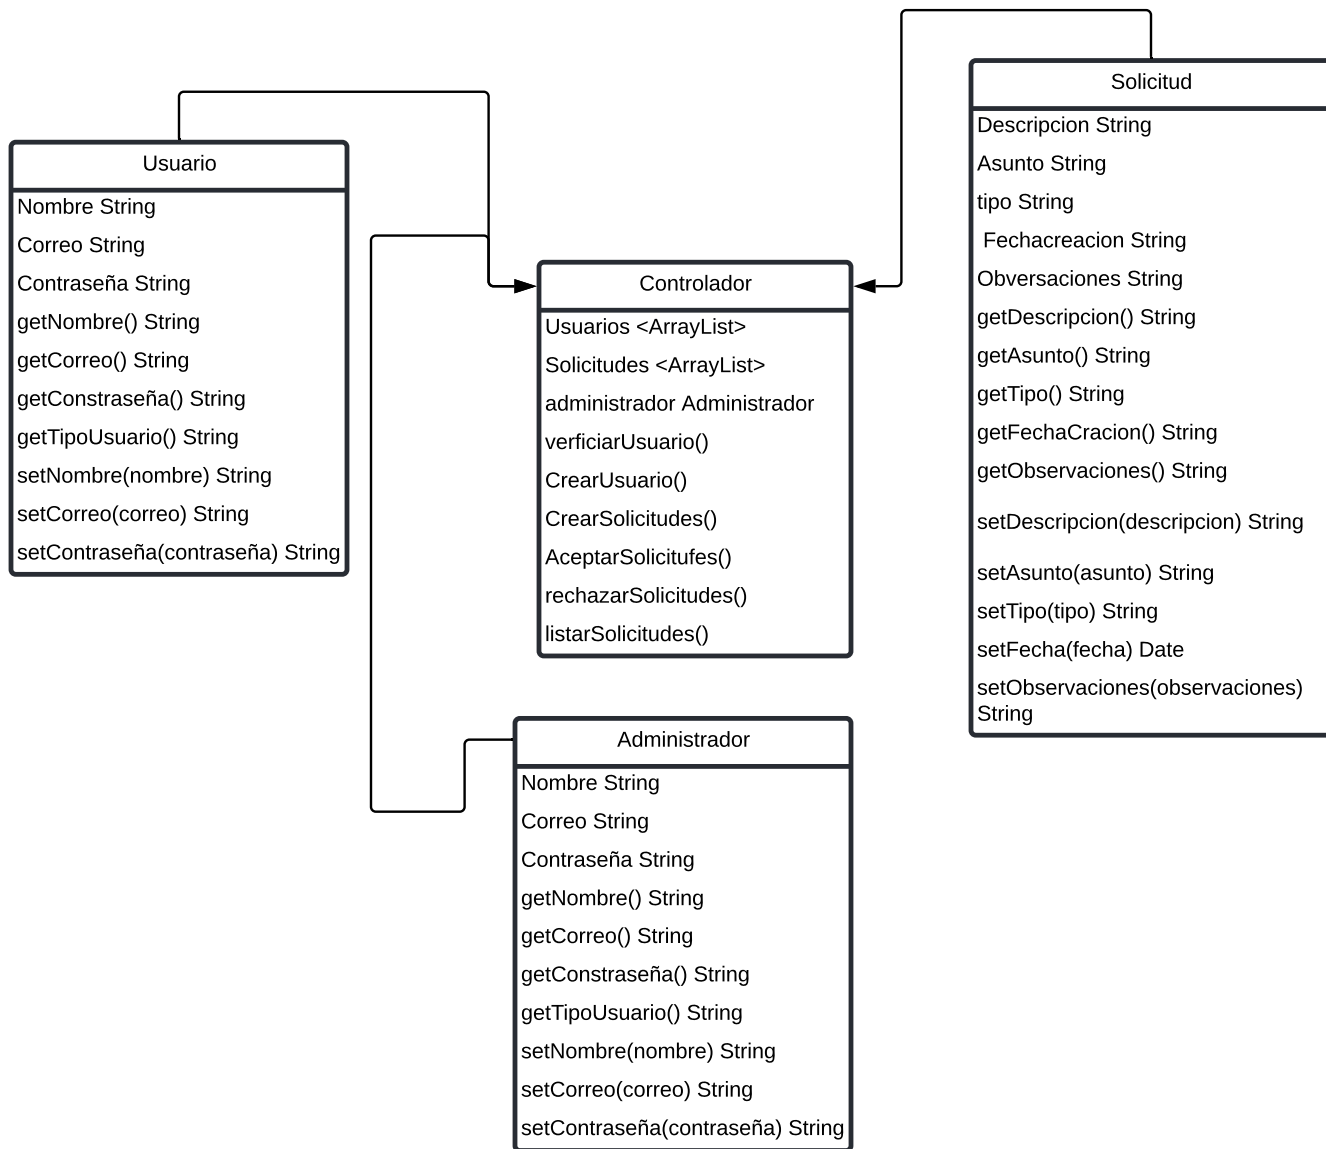 Usuario
Nombre String
Correo String
Contraseña String
getNombre() String
getCorreo() String
getConstraseña() String
getTipoUsuario() String
setNombre(nombre) String
setCorreo(correo) String
setContraseña(contraseña) String
Controlador
Usuarios <ArrayList>
Solicitudes <ArrayList>
administrador Administrador
verficiarUsuario()
CrearUsuario()
CrearSolicitudes()
AceptarSolicitufes()
rechazarSolicitudes()
listarSolicitudes()
Administrador
Nombre String
Correo String
Contraseña String
getNombre() String
getCorreo() String
getConstraseña() String
getTipoUsuario() String
setNombre(nombre) String
setCorreo(correo) String
setContraseña(contraseña) String
Solicitud
Descripcion String
Asunto String
tipo String
Fechacreacion String
Obversaciones String
getDescripcion() String
getAsunto() String
getTipo() String
getFechaCracion() String
getObservaciones() String
setDescripcion(descripcion) String
setAsunto(asunto) String
setTipo(tipo) String
setFecha(fecha) Date
setObservaciones(observaciones)
String